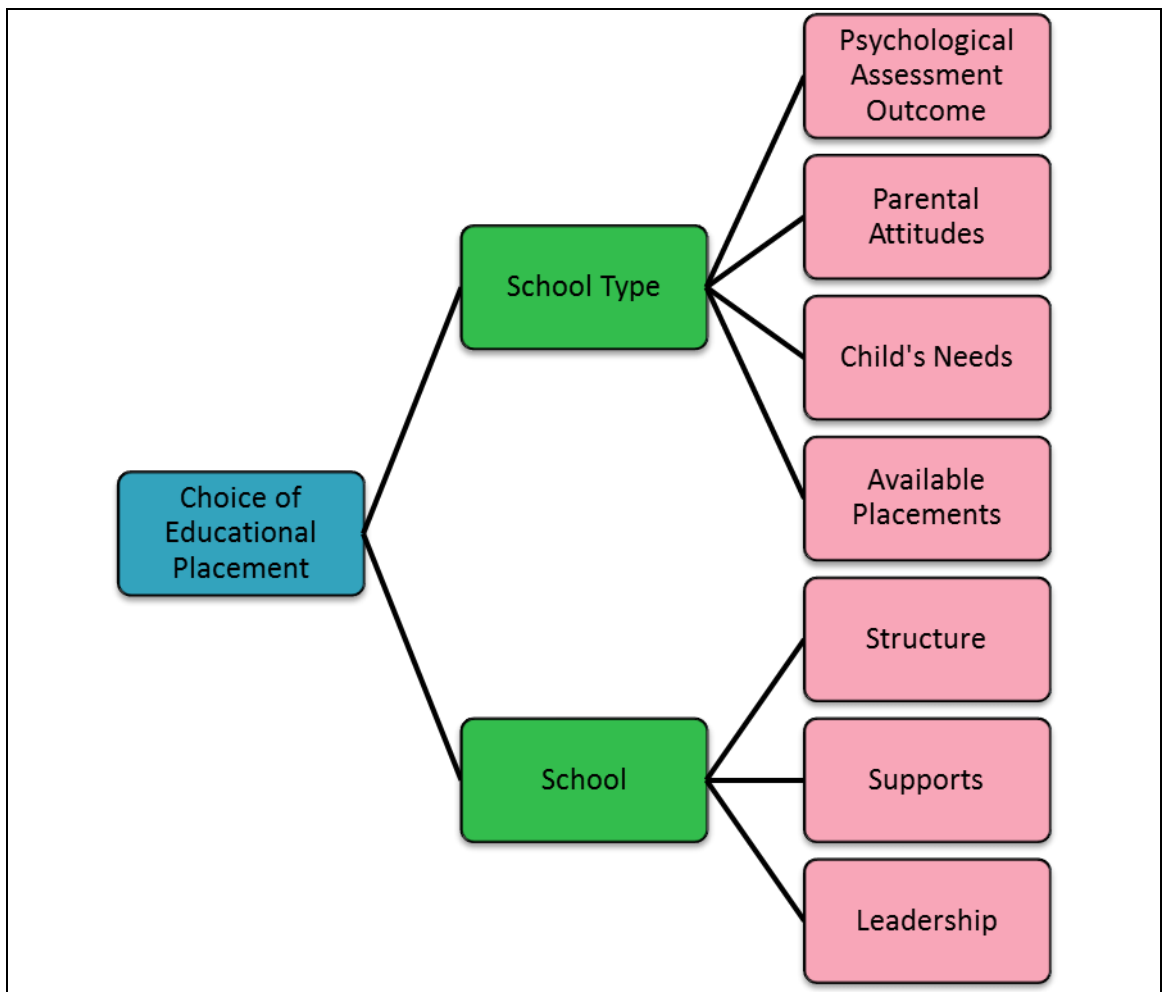 Psychological
Assessment
Outcome
Parental
Attitudes
School Type
Child's Needs
Available
Placements
Choice of
Educational
Placement
Structure
School
Supports
Leadership